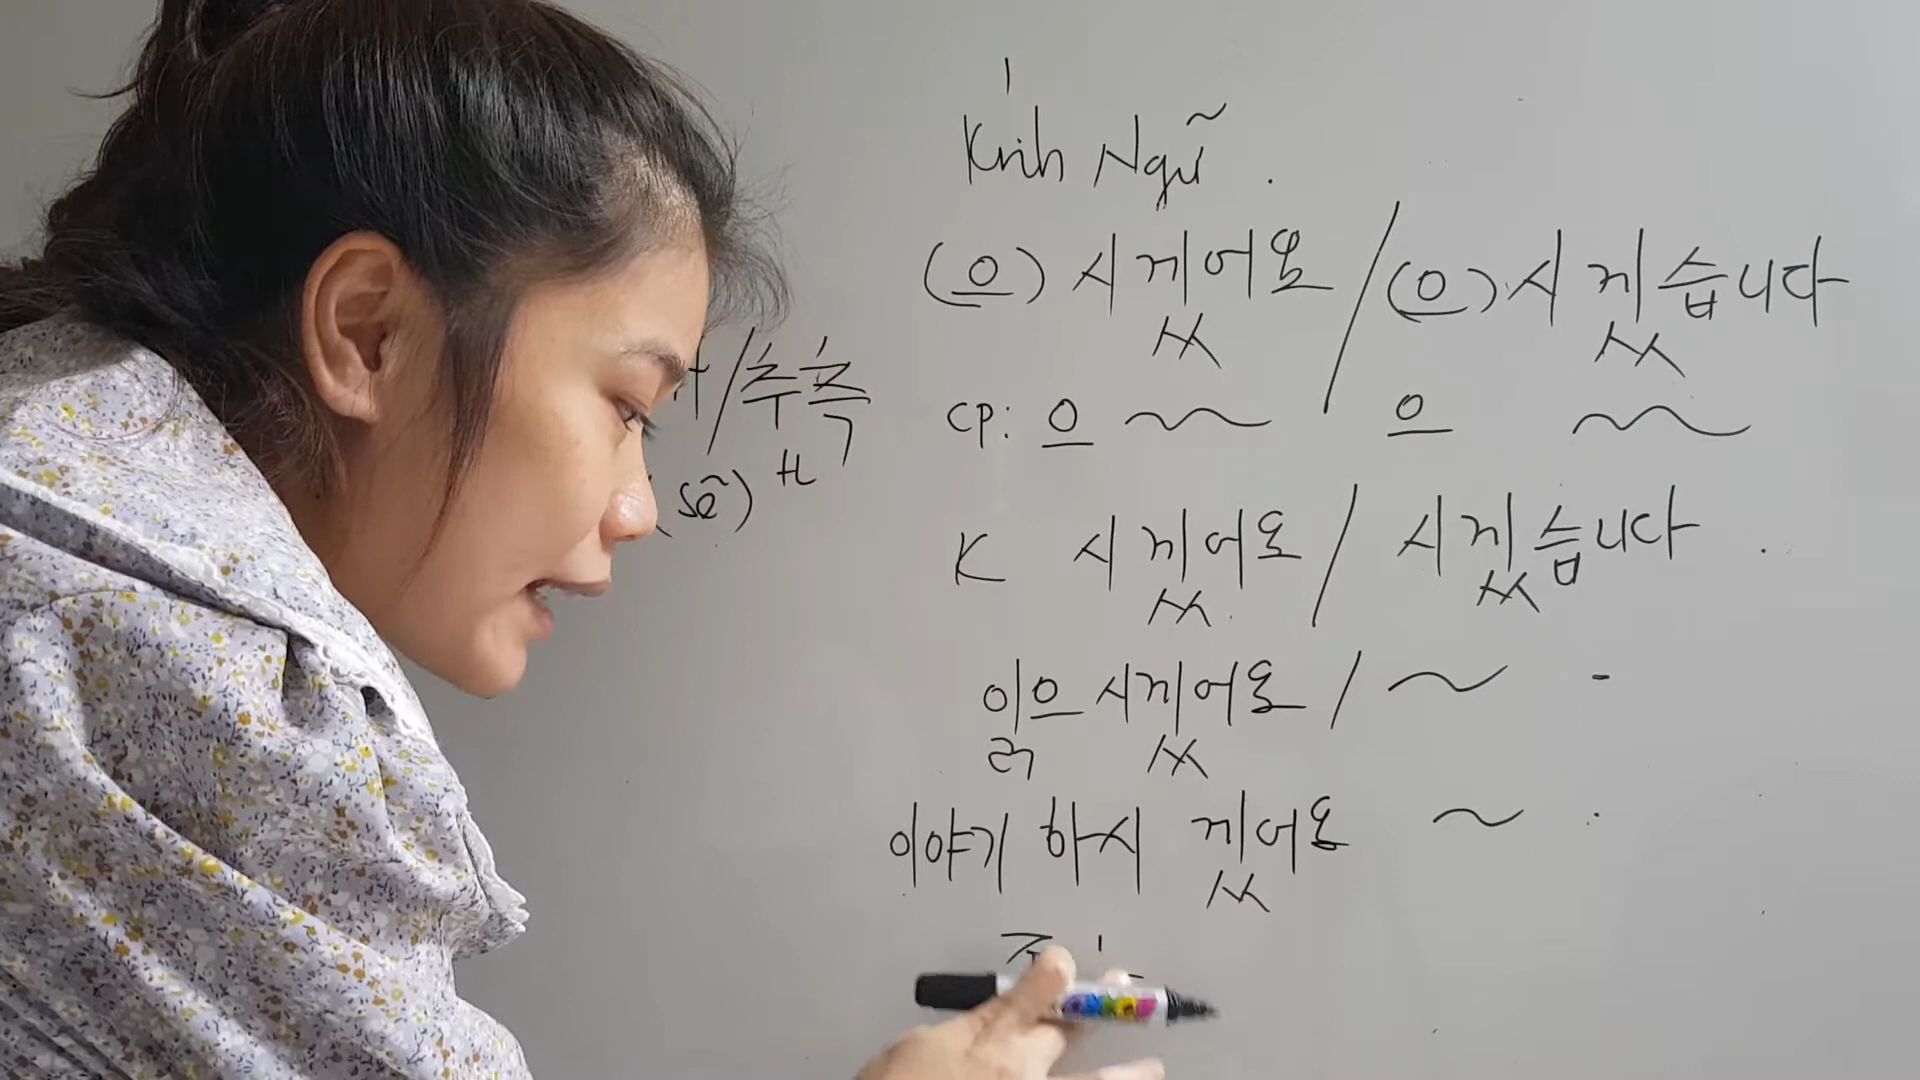 Kính Ngữ.
(으) 시겠어요 / (으) 시겠습니다
/추측
CP: 으 ~ 으 ~
(sẽ) TL
K 시겠어요 / 시겠습니다.
읽으시겠어요 / ~ -
이야기 하시 겠어요 ~ .